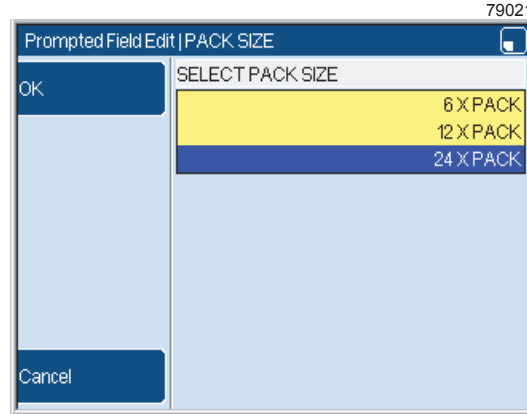 79021
Prompted Field Edit | PACK SIZE
OK
SELECT PACK SIZE
6 X PACK
12 X PACK
24 X PACK
Cancel